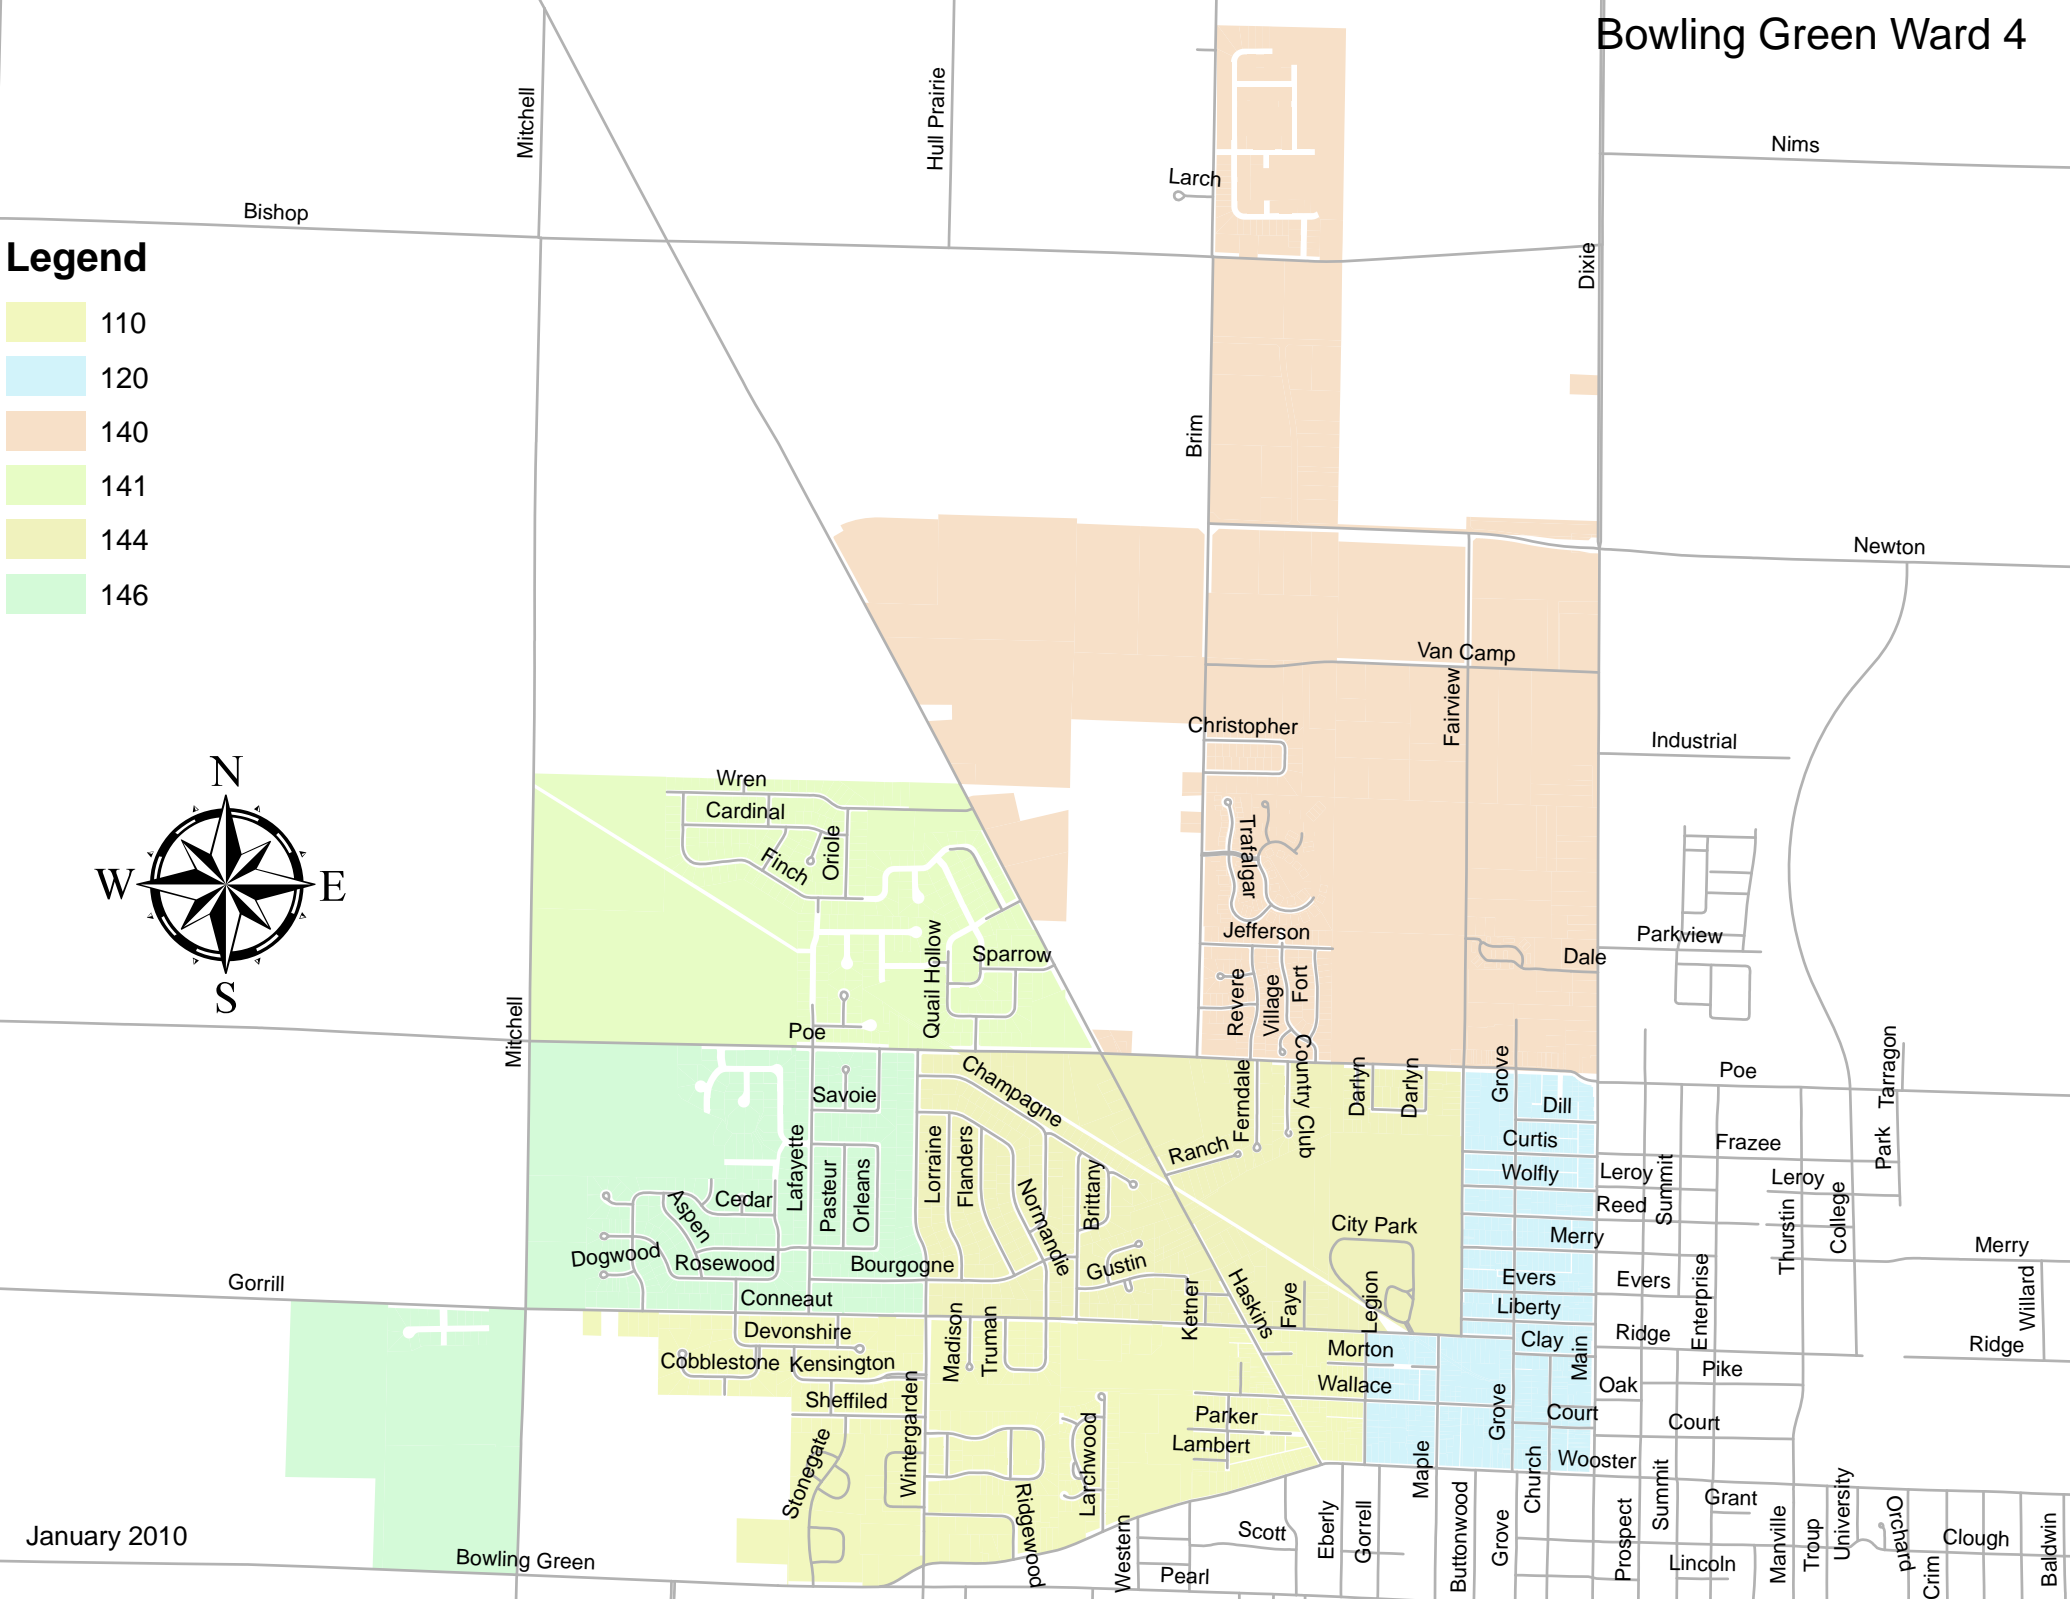 Bowling Green Ward 4
Mitchell
Hull Prairie
Nims
Larch
Bishop
Dixie
Legend
110
120
140
141
144
146
Brim
Newton
Van Camp
Fairview
Christopher
Industrial
N
W
E
S
Wren
Cardinal
Oriole
Finch
Trafalgar
Quail Hollow
Sparrow
Jefferson
Parkview
Dale
Revere
Village
Fort
Mitchell
Poe
Country Club
Champagne
Savoie
Ferndale
Darlyn
Darlyn
Grove
Poe
Tarragon
Dill
Lafayette
Lorraine
Flanders
Ranch
Curtis
Frazee
Park
Wolfly
Leroy
Summit
Leroy
Pasteur
Orleans
Cedar
Aspen
Normandie
Brittany
Reed
Thurstin
College
City Park
Merry
Merry
Dogwood
Rosewood
Bourgogne
Gustin
Gorrill
Conneaut
Ketner
Haskins
Faye
Legion
Evers
Evers
Enterprise
Willard
Liberty
Madison
Truman
Devonshire
Clay
Main
Ridge
Ridge
Cobblestone
Kensington
Morton
Pike
Wallace
Oak
Sheffiled
Wintergarden
Parker
Grove
Court
Court
Lambert
Larchwood
Stonegate
Maple
Wooster
Church
Summit
Ridgewood
Western
Scott
Eberly
Gorrell
Buttonwood
Grove
Prospect
Grant
Manville
Troup
University
Orchard
Clough
Baldwin
January 2010
Bowling Green
Pearl
Lincoln
Crim